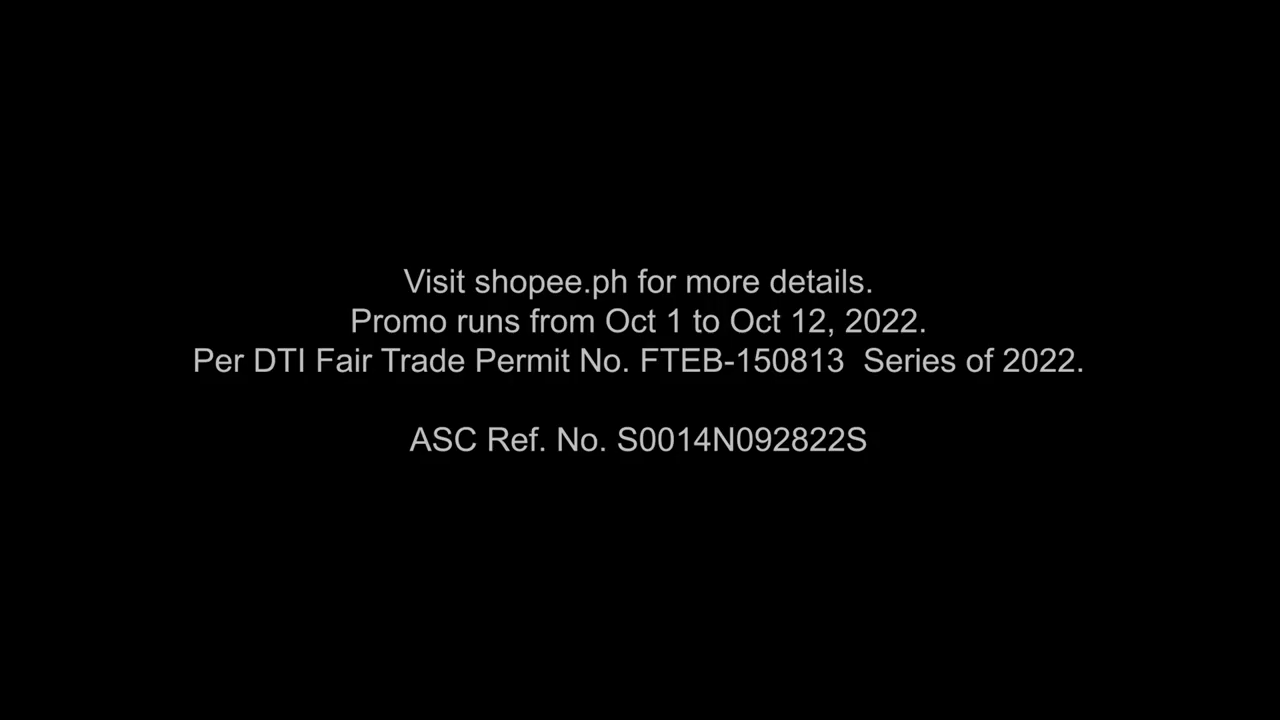 Visit shopee.ph for more details.
Promo runs from Oct 1 to Oct 12, 2022.
Per DTI Fair Trade Permit No. FTEB-150813  Series of 2022.
ASC Ref. No. S0014N092822S